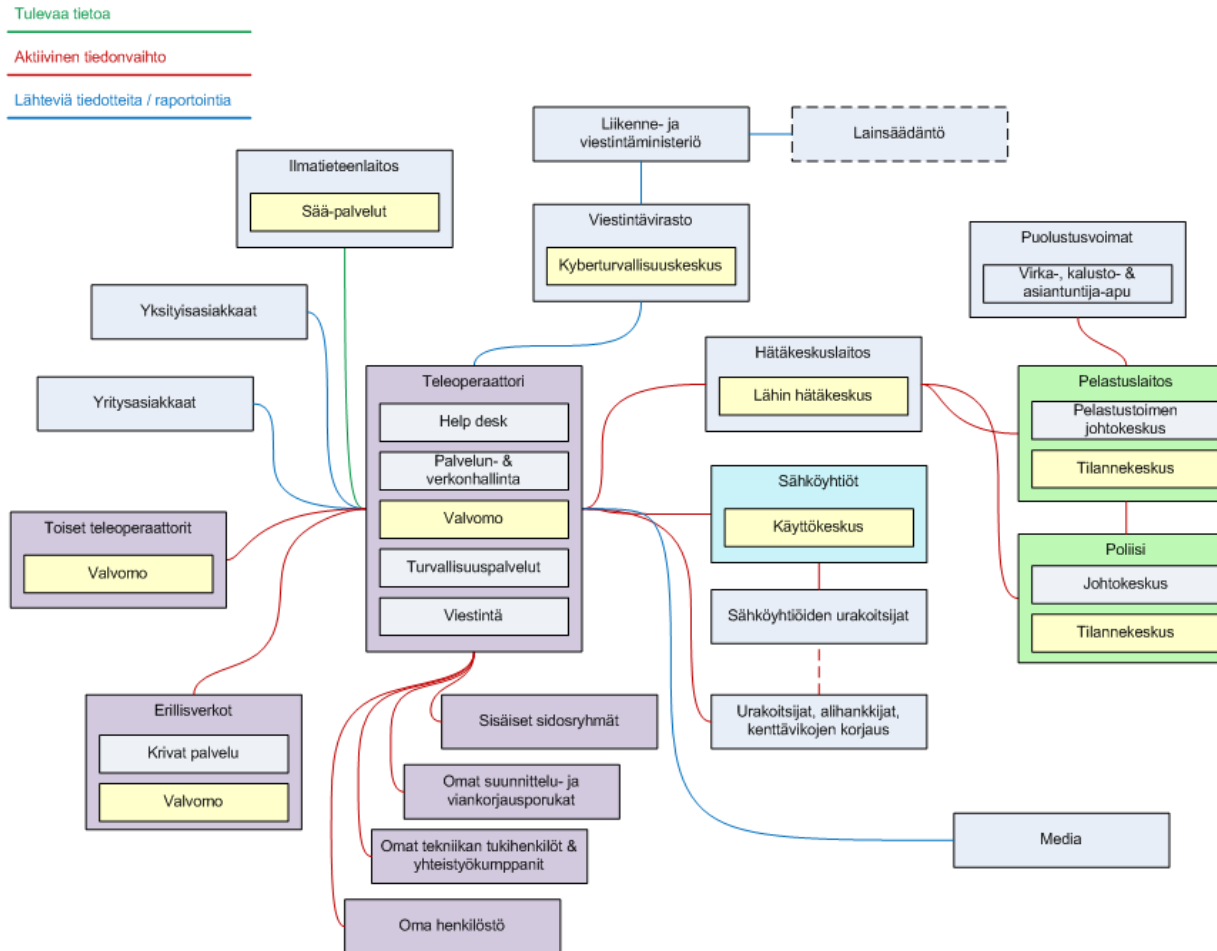 Tulevaa tietoa
Aktiivinen tiedonvaihto
Lähteviä tiedotteita / raportointia
Liikenne- ja
viestintäministeriö
Lainsäädäntö
Ilmatieteenlaitos
Sää-palvelut
Viestintävirasto
Kyberturvallisuuskeskus
Puolustusvoimat
Virka-, kalusto- &
asiantuntija-apu
Yksityisasiakkaat
Yritysasiakkaat
Teleoperaattori
Help desk
Palvelun- &
verkonhallinta
Valvomo
Turvallisuuspalvelut
Viestintä
Hätäkeskuslaitos
Lähin hätäkeskus
Pelastuslaitos
Pelastustoimen
johtokeskus
Tilannekeskus
Sähköyhtiöt
Käyttökeskus
Poliisi
Johtokeskus
Tilannekeskus
Toiset teleoperaattorit
Valvomo
Sähköyhtiöiden urakoitsijat
Erillisverkot
Krivat palvelu
Valvomo
Sisäiset sidosryhmät
Urakoitsijat, alihankkijat,
kenttävikojen korjaus
Omat suunnittelu- ja
viankorjausporukat
Omat tekniikan tukihenkilöt &
yhteistyökumppanit
Oma henkilöstö
Media